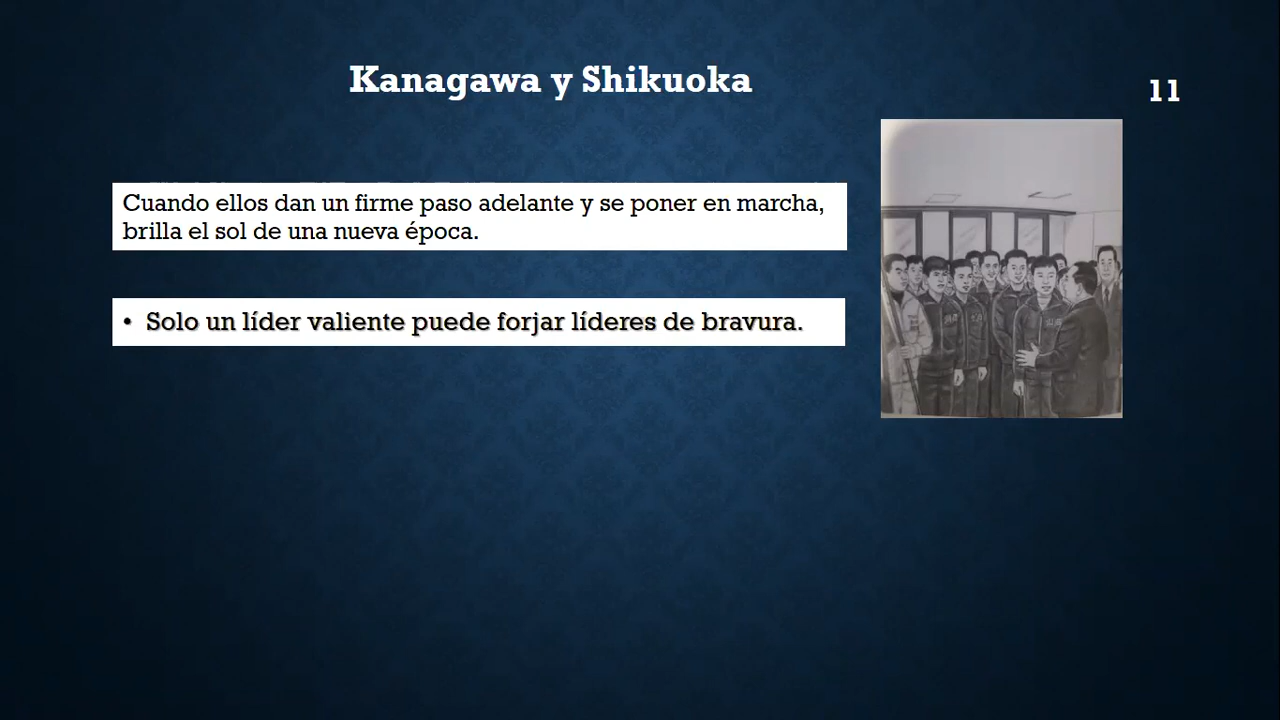 Kanagawa y Shikuoka
11
Cuando ellos dan un firme paso adelante y se poner en marcha,
brilla el sol de una nueva época.
• Solo un líder valiente puede forjar líderes de bravura.